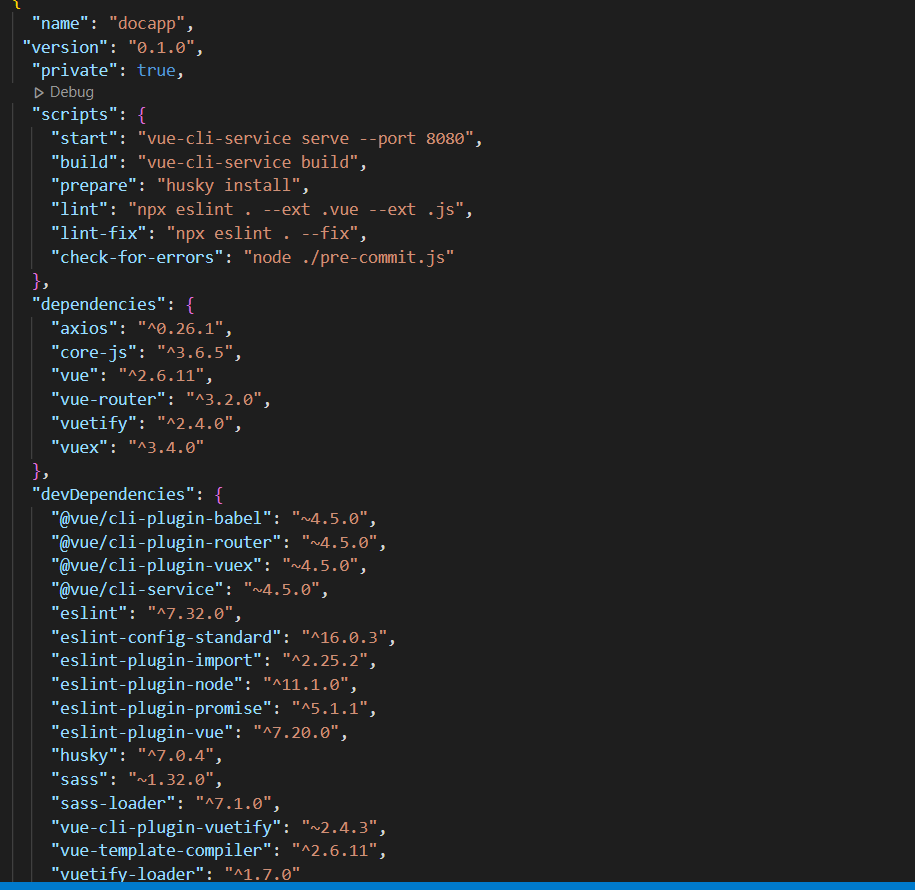 {
"name": "docapp",
"version": "0.1.0",
"private": true,
Debug
"scripts": {
"start": "vue-cli-service serve --port 8080",
"build": "vue-cli-service build",
"prepare": "husky install",
"lint": "npx eslint . --ext .vue --ext .js",
"lint-fix": "npx eslint . --fix",
"check-for-errors": "node ./pre-commit.js"
},
"dependencies": {
"axios": "^0.26.1",
"core-js": "^3.6.5",
"vue": "^2.6.11",
"vue-router": "^3.2.0",
"vuetify": "^2.4.0",
"vuex": "^3.4.0"
},
"devDependencies": {
"@vue/cli-plugin-babel": "~4.5.0",
"@vue/cli-plugin-router": "~4.5.0",
"@vue/cli-plugin-vuex": "~4.5.0",
"@vue/cli-service": "~4.5.0",
"eslint": "^7.32.0",
"eslint-config-standard": "^16.0.3",
"eslint-plugin-import": "^2.25.2",
"eslint-plugin-node": "^11.1.0",
"eslint-plugin-promise": "^5.1.1",
"eslint-plugin-vue": "^7.20.0",
"husky": "^7.0.4",
"sass": "~1.32.0",
"sass-loader": "^7.1.0",
"vue-cli-plugin-vuetify": "~2.4.3",
"vue-template-compiler": "^2.6.11",
"vuetify-loader": "^1.7.0"